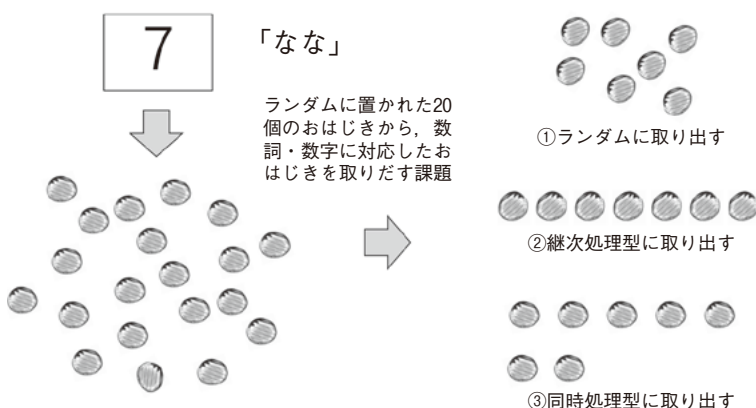 7
「なな」
ランダムに置かれた20
個のおはじきから，数
詞・数字に対応したお
はじきを取りだす課題
①ランダムに取り出す
②継次処理型に取り出す
③同時処理型に取り出す